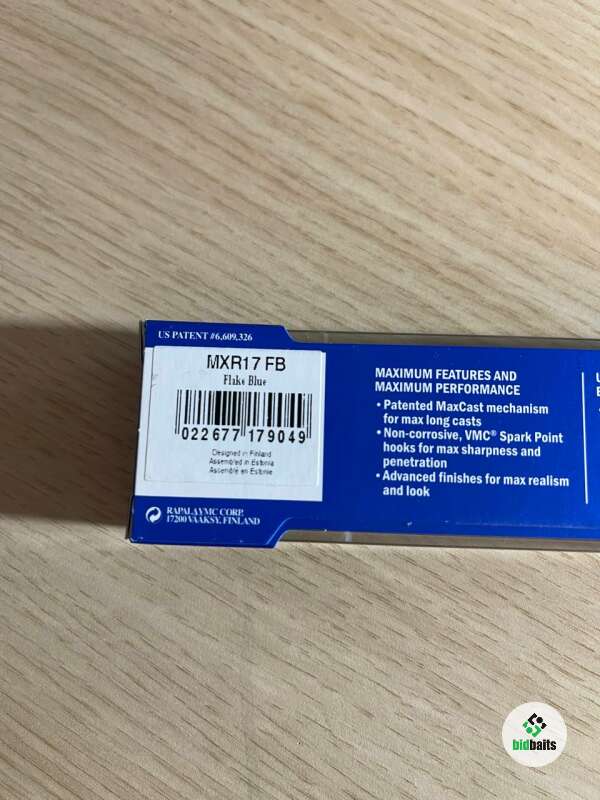 US PATENT #6,609,326
MXR17 FB
Flake Blue
022677 179049
Designed in Finland
Assembled in Estonia
Assemblé en Estonie
RAPALA VMC CORP.
17200 VAAKSY, FINLAND
MAXIMUM FEATURES AND
MAXIMUM PERFORMANCE
• Patented MaxCast mechanism
for max long casts
• Non-corrosive, VMC® Spark Point
hooks for max sharpness and
penetration
• Advanced finishes for max realism
and look
bidbaits